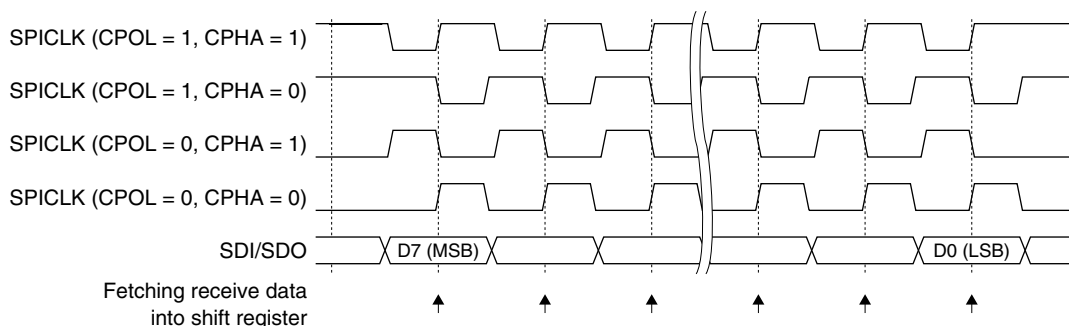 SPICLK (CPOL = 1, CPHA = 1)
SPICLK (CPOL = 1, CPHA = 0)
SPICLK (CPOL = 0, CPHA = 1)
SPICLK (CPOL = 0, CPHA = 0)
SDI/SDO D7 (MSB) D0 (LSB)
Fetching receive data
into shift register